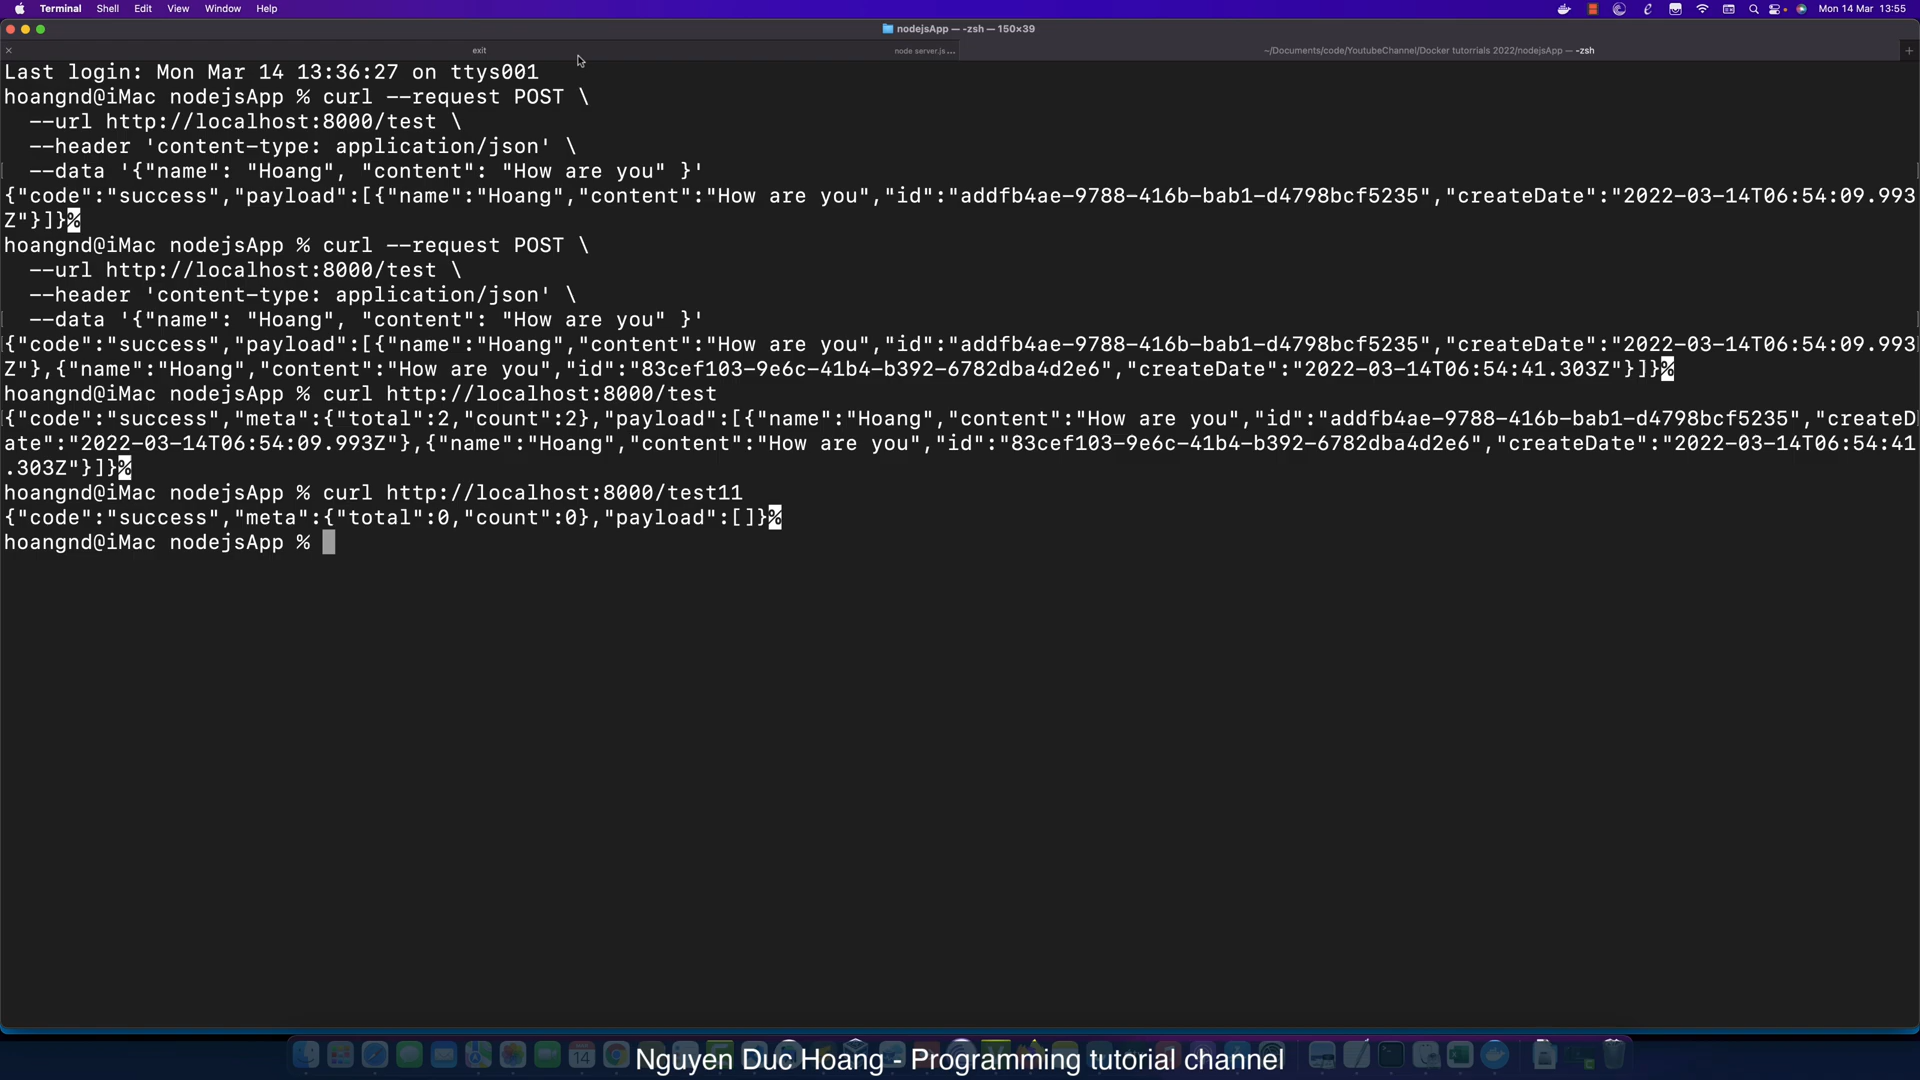 Terminal Shell Edit View Window Help Mon 14 Mar 13:55
nodejsApp — -zsh — 150×39
exit node server.js ... ~/Documents/code/YoutubeChannel/Docker tutorrials 2022/nodejsApp — -zsh +
Last login: Mon Mar 14 13:36:27 on ttys001
hoangnd@iMac nodejsApp % curl --request POST \
--url http://localhost:8000/test \
--header 'content-type: application/json' \
--data '{"name": "Hoang", "content": "How are you" }'
{"code":"success","payload":[{"name":"Hoang","content":"How are you","id":"addfb4ae-9788-416b-bab1-d4798bcf5235","createDate":"2022-03-14T06:54:09.993
Z"}]}%
hoangnd@iMac nodejsApp % curl --request POST \
--url http://localhost:8000/test \
--header 'content-type: application/json' \
--data '{"name": "Hoang", "content": "How are you" }'
{"code":"success","payload":[{"name":"Hoang","content":"How are you","id":"addfb4ae-9788-416b-bab1-d4798bcf5235","createDate":"2022-03-14T06:54:09.993
Z"},{"name":"Hoang","content":"How are you","id":"83cef103-9e6c-41b4-b392-6782dba4d2e6","createDate":"2022-03-14T06:54:41.303Z"}]}%
hoangnd@iMac nodejsApp % curl http://localhost:8000/test
{"code":"success","meta":{"total":2,"count":2},"payload":[{"name":"Hoang","content":"How are you","id":"addfb4ae-9788-416b-bab1-d4798bcf5235","createD
ate":"2022-03-14T06:54:09.993Z"},{"name":"Hoang","content":"How are you","id":"83cef103-9e6c-41b4-b392-6782dba4d2e6","createDate":"2022-03-14T06:54:41
.303Z"}]}%
hoangnd@iMac nodejsApp % curl http://localhost:8000/test11
{"code":"success","meta":{"total":0,"count":0},"payload":[]}%
hoangnd@iMac nodejsApp %
14
Nguyen Duc Hoang - Programming tutorial channel